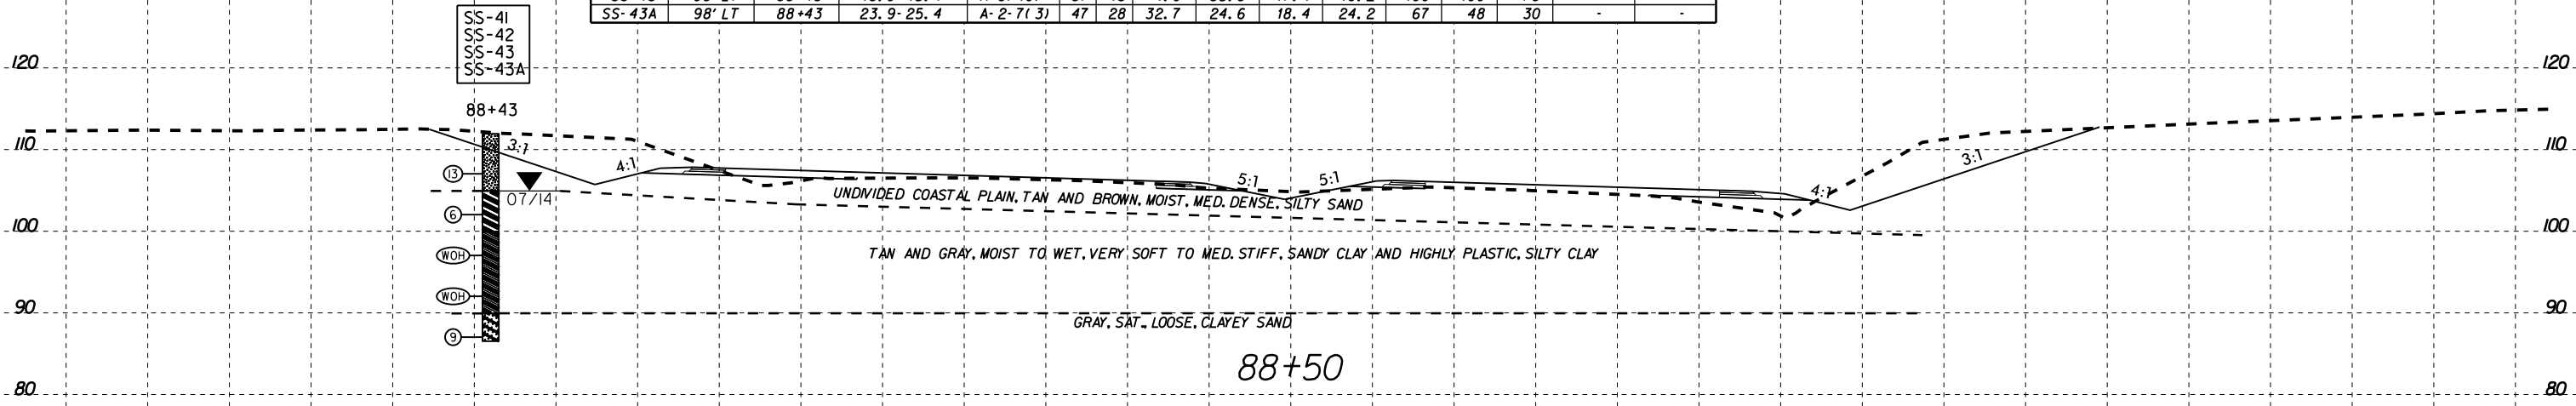 SS-43A 98' LT 88+43 23.9-25.4 A-2-7(3) 47 28 32.7 24.6 18.4 24.2 67 48 30 - -
SS-41
SS-42
SS-43
SS-43A
120 120
88+43
110 110
3:1 4:1 3:1
13
07/14
5:1 5:1 4:1
UNDIVIDED COASTAL PLAIN, TAN AND BROWN, MOIST, MED. DENSE, SILTY SAND
6
100 100
WOH
TAN AND GRAY, MOIST TO WET, VERY SOFT TO MED. STIFF, SANDY CLAY AND HIGHLY PLASTIC, SILTY CLAY
WOH
90 90
GRAY, SAT., LOOSE, CLAYEY SAND
9
88+50
80 80